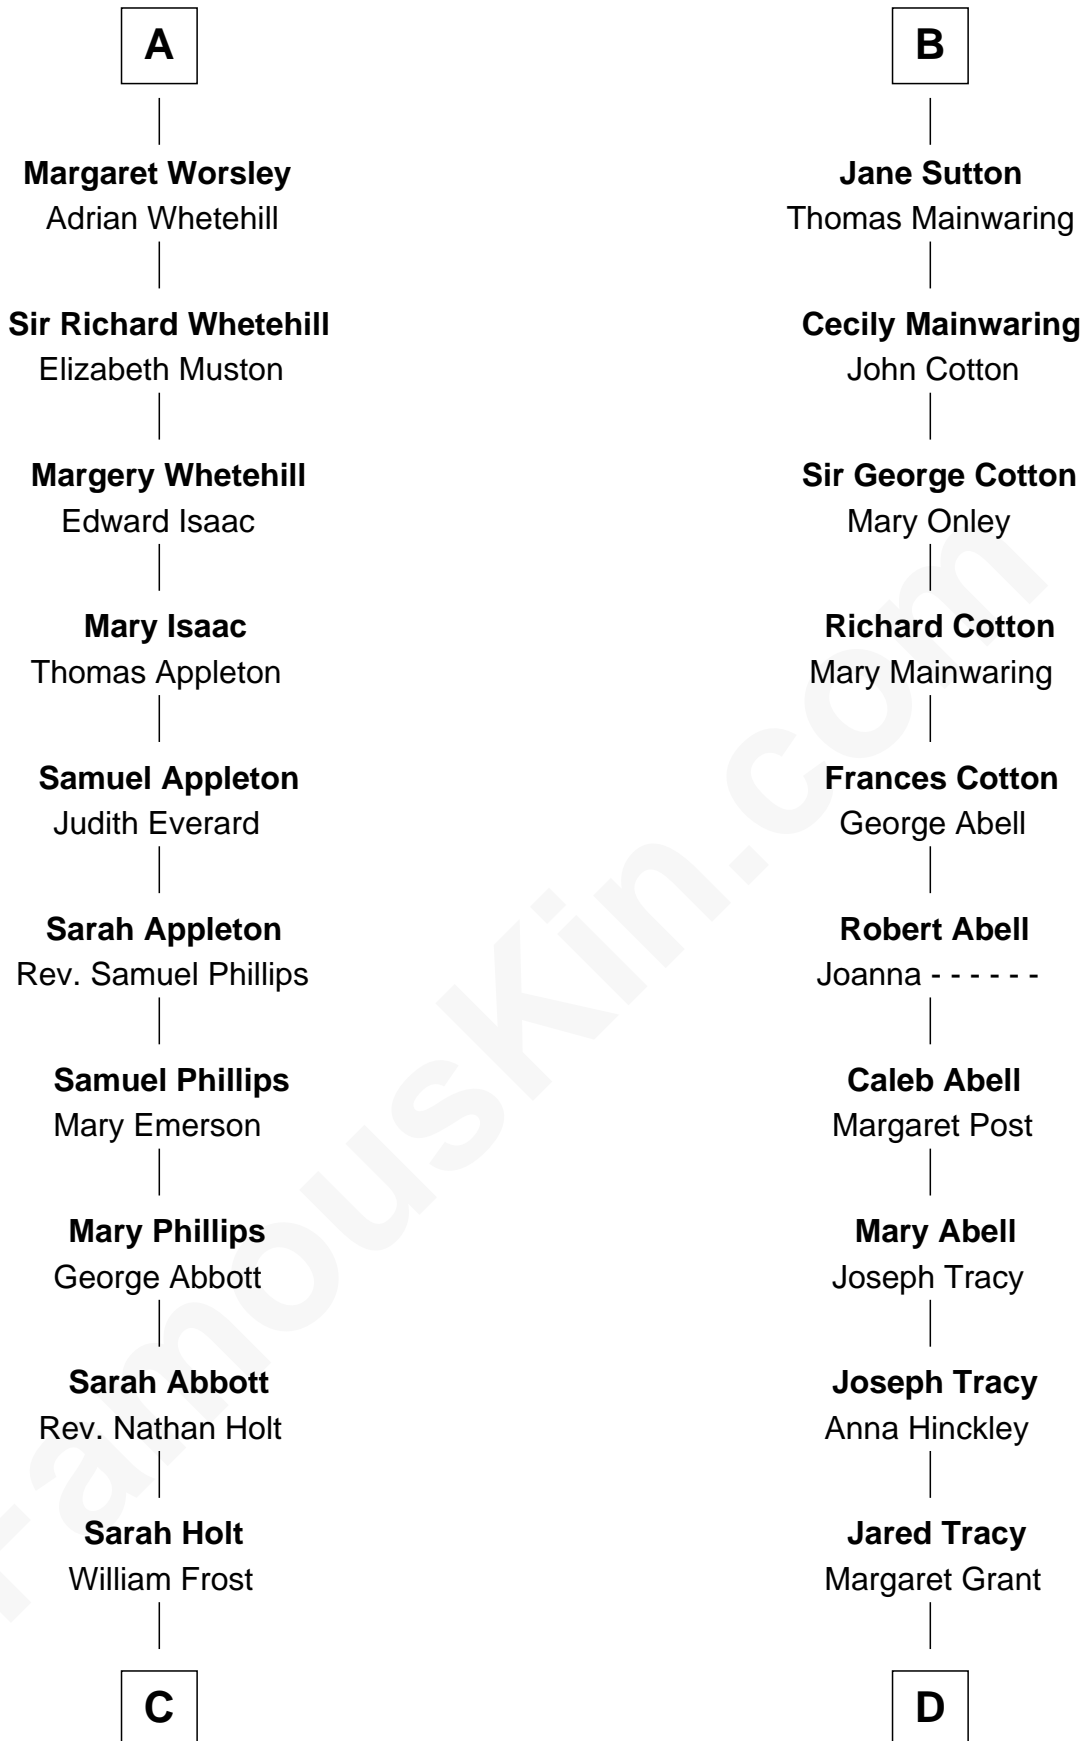 A
Margaret Worsley
Adrian Whetehill
Sir Richard Whetehill
Elizabeth Muston
Margery Whetehill
Edward Isaac
Mary Isaac
Thomas Appleton
Samuel Appleton
Judith Everard
Sarah Appleton
Rev. Samuel Phillips
Samuel Phillips
Mary Emerson
Mary Phillips
George Abbott
Sarah Abbott
Rev. Nathan Holt
Sarah Holt
William Frost
C
B
Jane Sutton
Thomas Mainwaring
Cecily Mainwaring
John Cotton
Sir George Cotton
Mary Onley
Richard Cotton
Mary Mainwaring
Frances Cotton
George Abell
Robert Abell
Joanna - - - - - -
Caleb Abell
Margaret Post
Mary Abell
Joseph Tracy
Joseph Tracy
Anna Hinckley
Jared Tracy
Margaret Grant
D
FamousKin.com